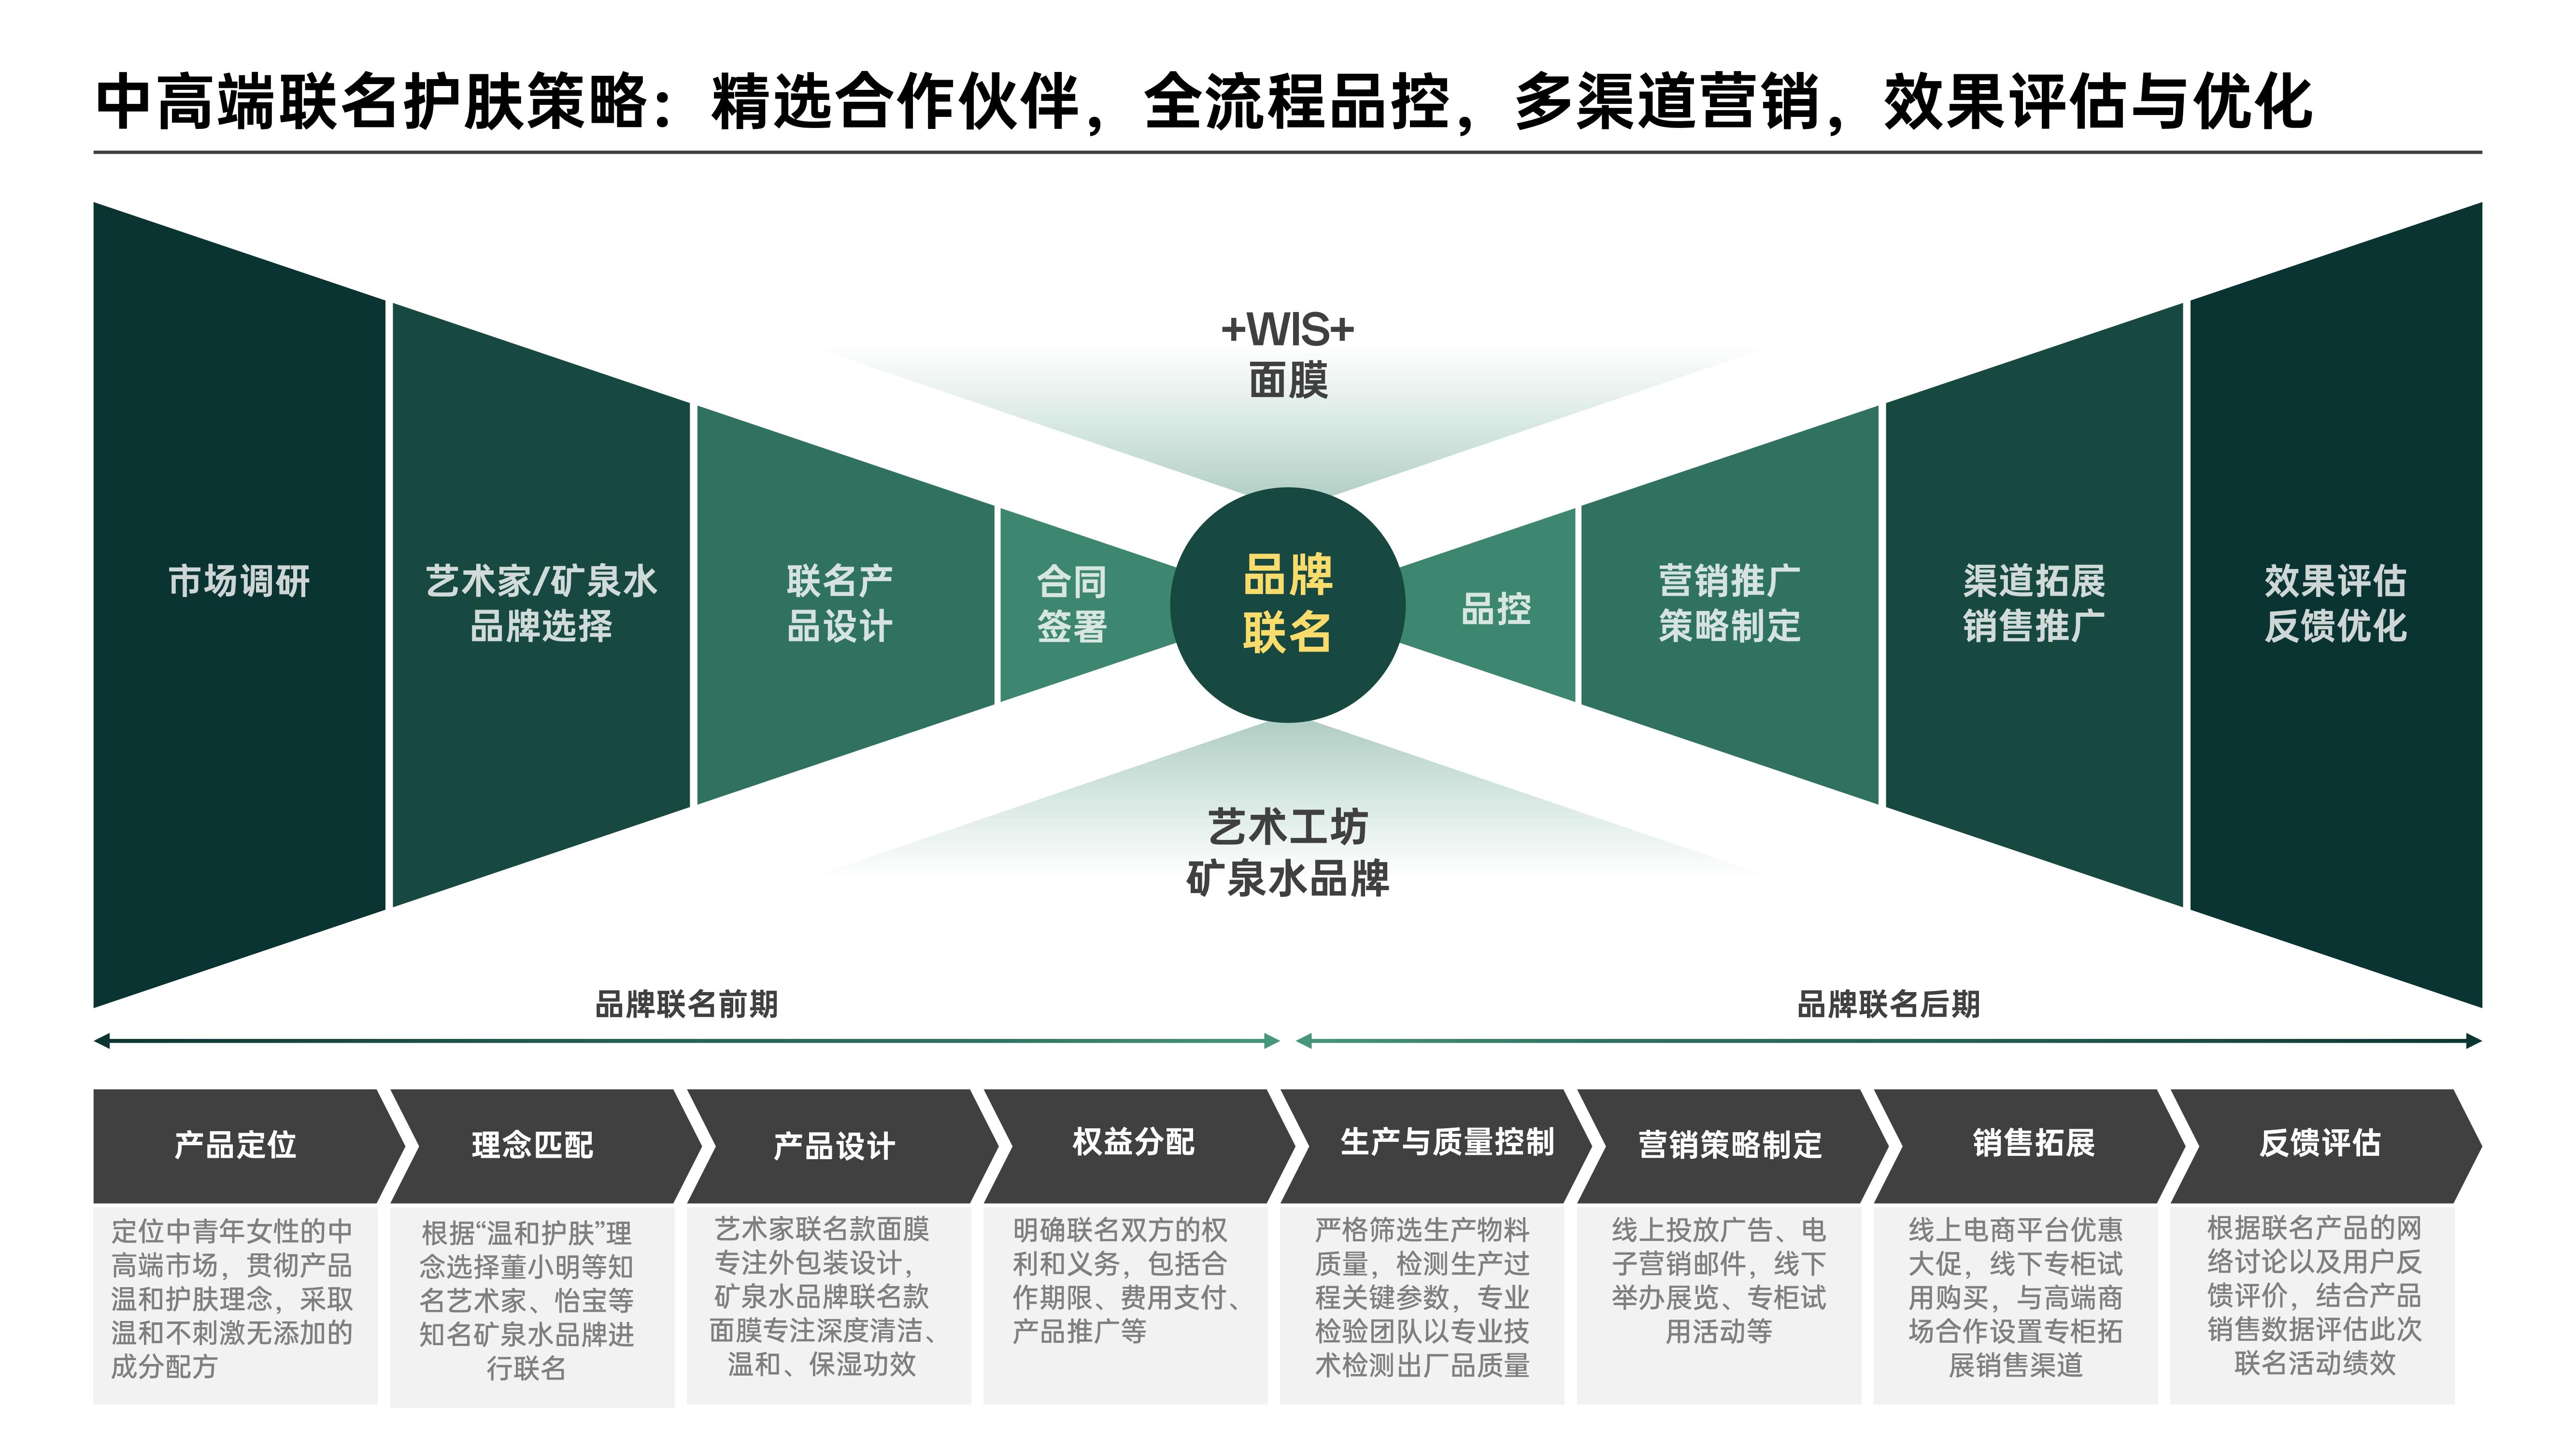 中高端联名护肤策略：精选合作伙伴，全流程品控，多渠道营销，效果评估与优化
+WIS+
面膜
市场调研
艺术家/矿泉水
品牌选择
联名产
品设计
合同
签署
品牌
联名
品控
营销推广
策略制定
渠道拓展
销售推广
效果评估
反馈优化
艺术工坊
矿泉水品牌
品牌联名前期
品牌联名后期
产品定位
定位中青年女性的中
高端市场，贯彻产品
温和护肤理念，采取
温和不刺激无添加的
成分配方
理念匹配
根据“温和护肤”理
念选择董小明等知
名艺术家、怡宝等
知名矿泉水品牌进
行联名
产品设计
艺术家联名款面膜
专注外包装设计，
矿泉水品牌联名款
面膜专注深度清洁、
温和、保湿功效
权益分配
明确联名双方的权
利和义务，包括合
作期限、费用支付、
产品推广等
生产与质量控制
严格筛选生产物料
质量，检测生产过
程关键参数，专业
检验团队以专业技
术检测出厂品质量
营销策略制定
线上投放广告、电
子营销邮件，线下
举办展览、专柜试
用活动等
销售拓展
线上电商平台优惠
大促，线下专柜试
用购买，与高端商
场合作设置专柜拓
展销售渠道
反馈评估
根据联名产品的网
络讨论以及用户反
馈评价，结合产品
销售数据评估此次
联名活动绩效